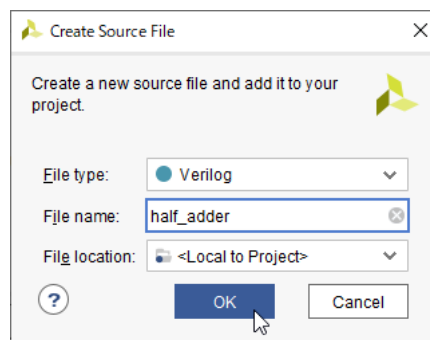 Create Source File
Create a new source file and add it to your
project.
File type: Verilog
File name: half_adder
File location: <Local to Project>
? OK Cancel